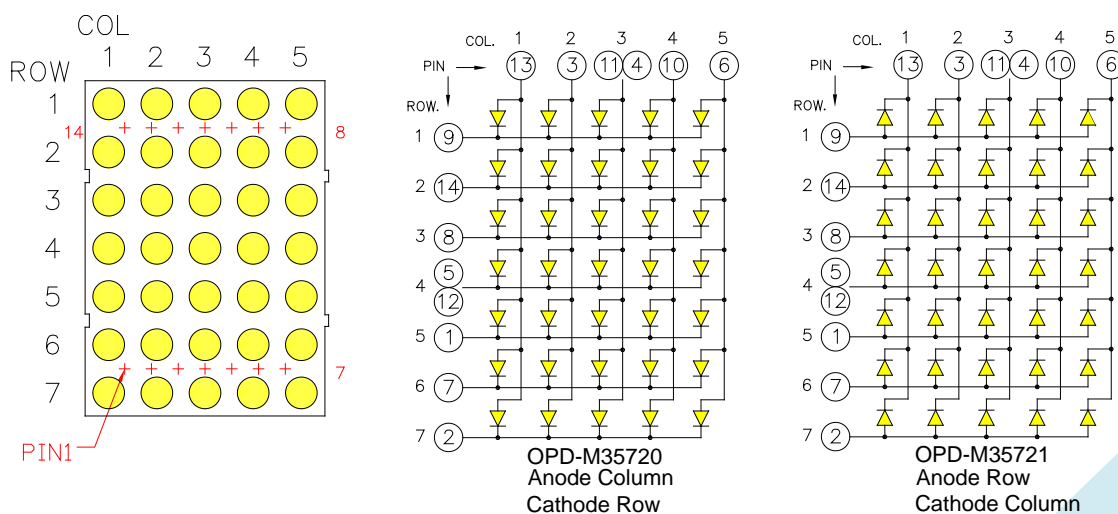 COL
1 2 3 4 5
ROW
1
14 8
2
3
4
5
6
7
7
PIN1
COL. 1 2 3 4 5
PIN 13 3 11 4 10 6
ROW.
1 9
2 14
3 8
5
4
12
5 1
6 7
7 2
OPD-M35720
Anode Column
Cathode Row
COL. 1 2 3 4 5
PIN 13 3 11 4 10 6
ROW.
1 9
2 14
3 8
5
4
12
5 1
6 7
7 2
OPD-M35721
Anode Row
Cathode Column